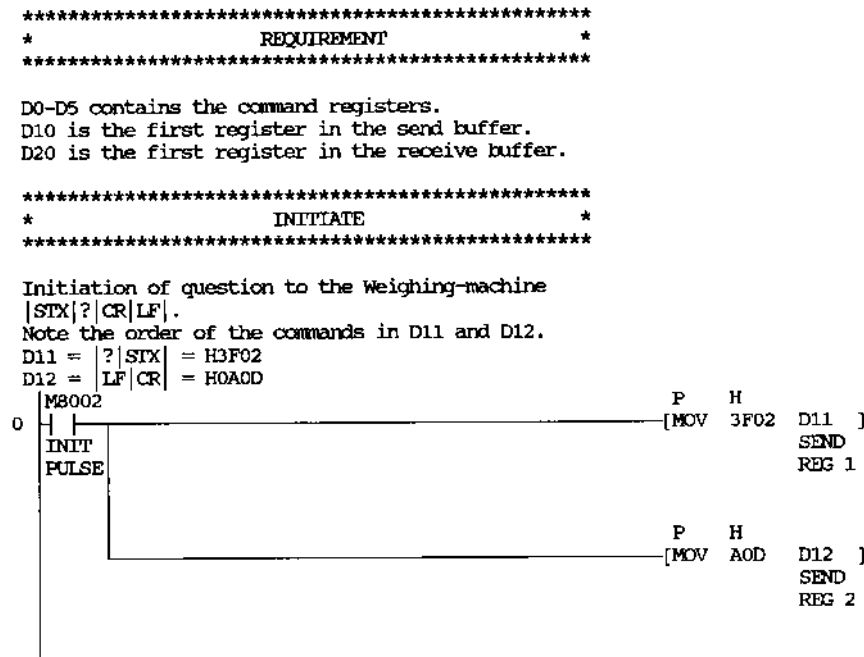 **************************************************
* REQUIREMENT *
**************************************************
D0-D5 contains the command registers.
D10 is the first register in the send buffer.
D20 is the first register in the receive buffer.
**************************************************
* INITIATE *
**************************************************
Initiation of question to the Weighing-machine
|STX|?|CR|LF|.
Note the order of the commands in D11 and D12.
D11 = |?|STX| = H3F02
D12 = |LF|CR| = H0A0D
M8002 P H
0 [MOV 3F02 D11 ]
INIT SEND
PULSE REG 1
P H
[MOV A0D D12 ]
SEND
REG 2